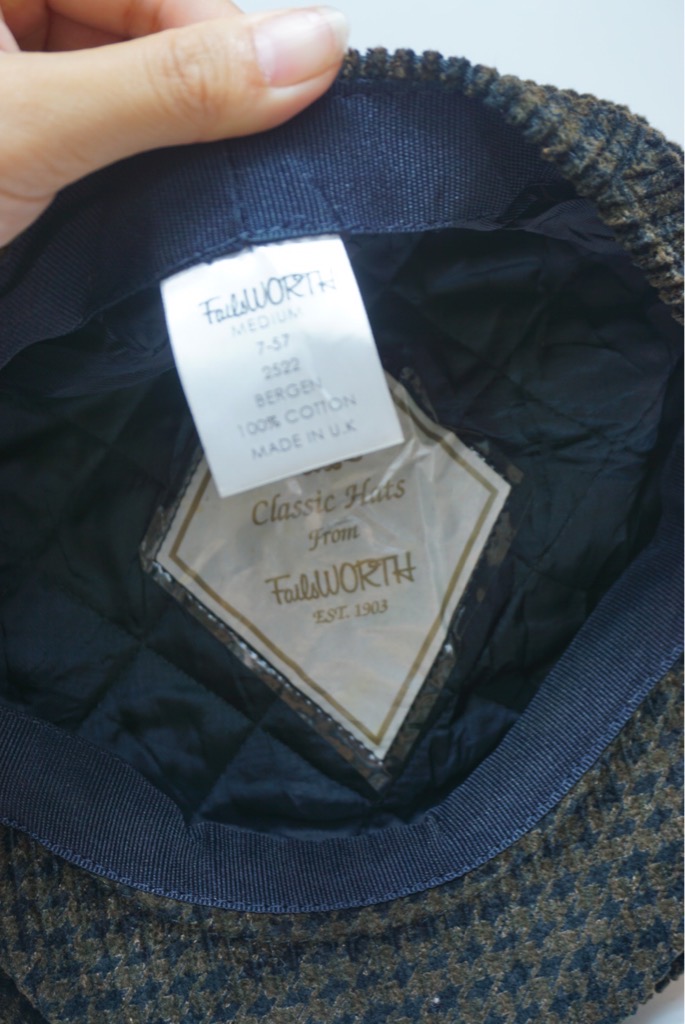 FailsWORTH
MEDIUM
7-57
2522
BERGEN
100% COTTON
MADE IN U.K
Classic Hats
From
FailsWORTH
EST. 1903